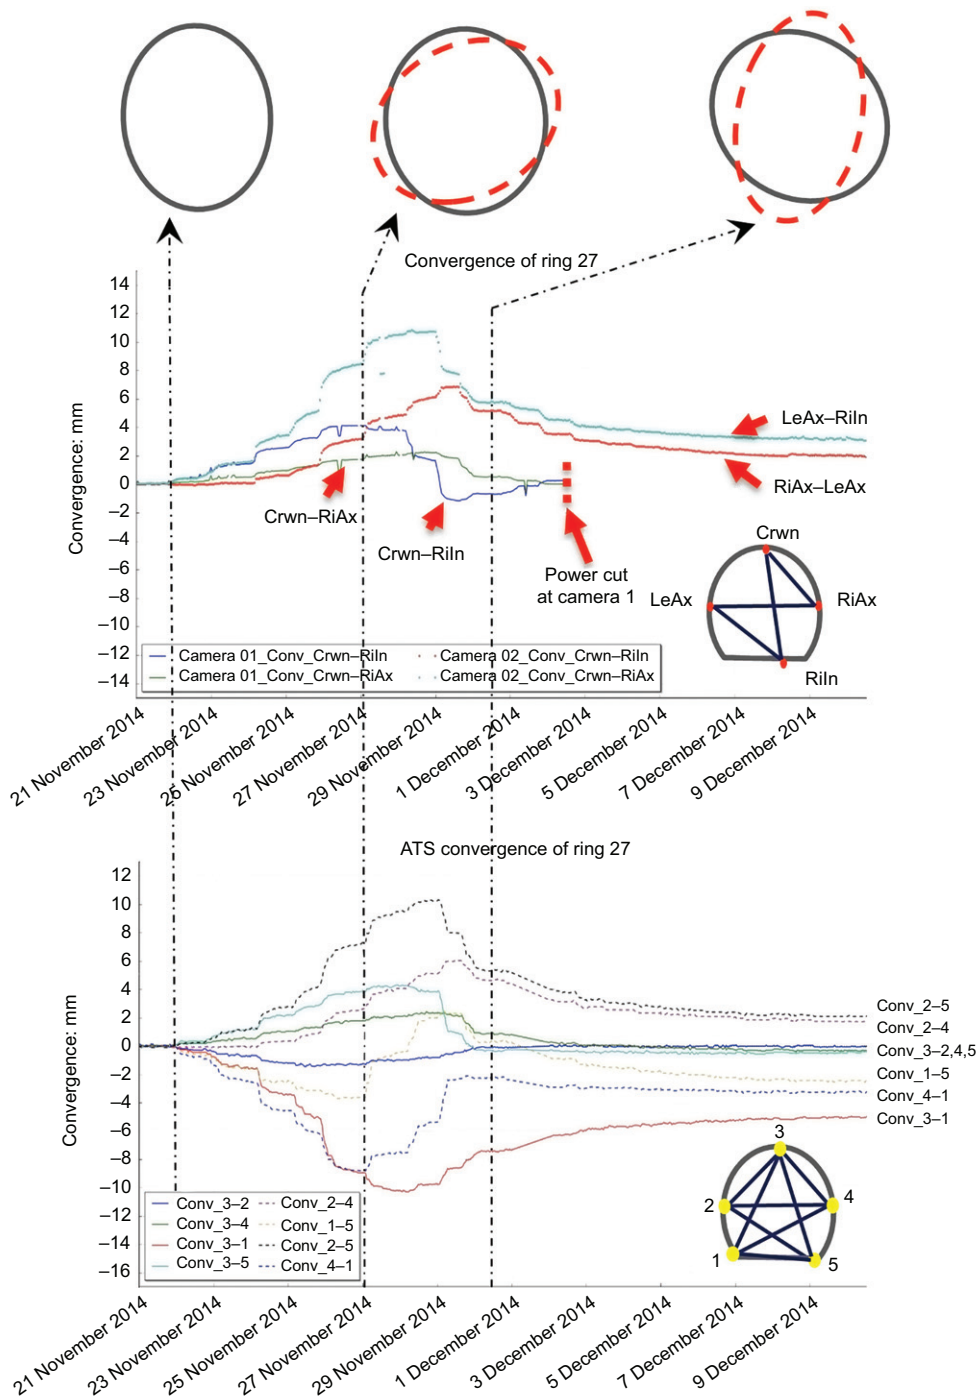 Convergence of ring 27
14
12
10
8
6
4
2
0
–2
–4
–6
–8
–10
–12
–14
Convergence: mm
LeAx–RiIn
RiAx–LeAx
Crwn–RiAx
Crwn–RiIn
Power cut
at camera 1
Crwn
LeAx
RiAx
RiIn
Camera 01_Conv_Crwn–RiIn
Camera 02_Conv_Crwn–RiIn
Camera 01_Conv_Crwn–RiAx
Camera 02_Conv_Crwn–RiAx
21 November 2014
23 November 2014
25 November 2014
27 November 2014
29 November 2014
1 December 2014
3 December 2014
5 December 2014
7 December 2014
9 December 2014
ATS convergence of ring 27
12
10
8
6
4
2
0
–2
–4
–6
–8
–10
–12
–14
–16
Convergence: mm
Conv_2–5
Conv_2–4
Conv_3–2,4,5
Conv_1–5
Conv_4–1
Conv_3–1
3
2
4
1
5
Conv_3–2
Conv_2–4
Conv_3–4
Conv_1–5
Conv_3–1
Conv_2–5
Conv_3–5
Conv_4–1
21 November 2014
23 November 2014
25 November 2014
27 November 2014
29 November 2014
1 December 2014
3 December 2014
5 December 2014
7 December 2014
9 December 2014